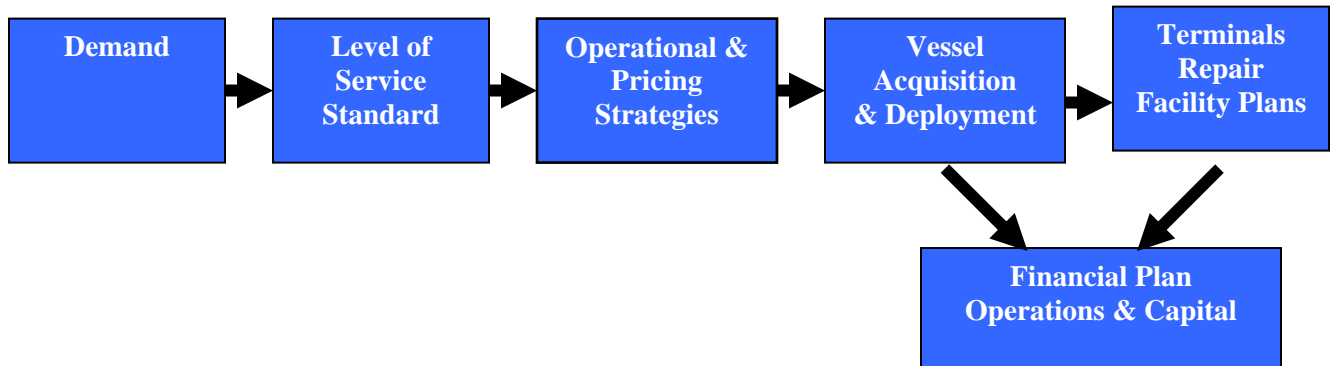 Demand
Level of
Service
Standard
Operational &
Pricing
Strategies
Vessel
Acquisition
& Deployment
Terminals
Repair
Facility Plans
Financial Plan
Operations & Capital